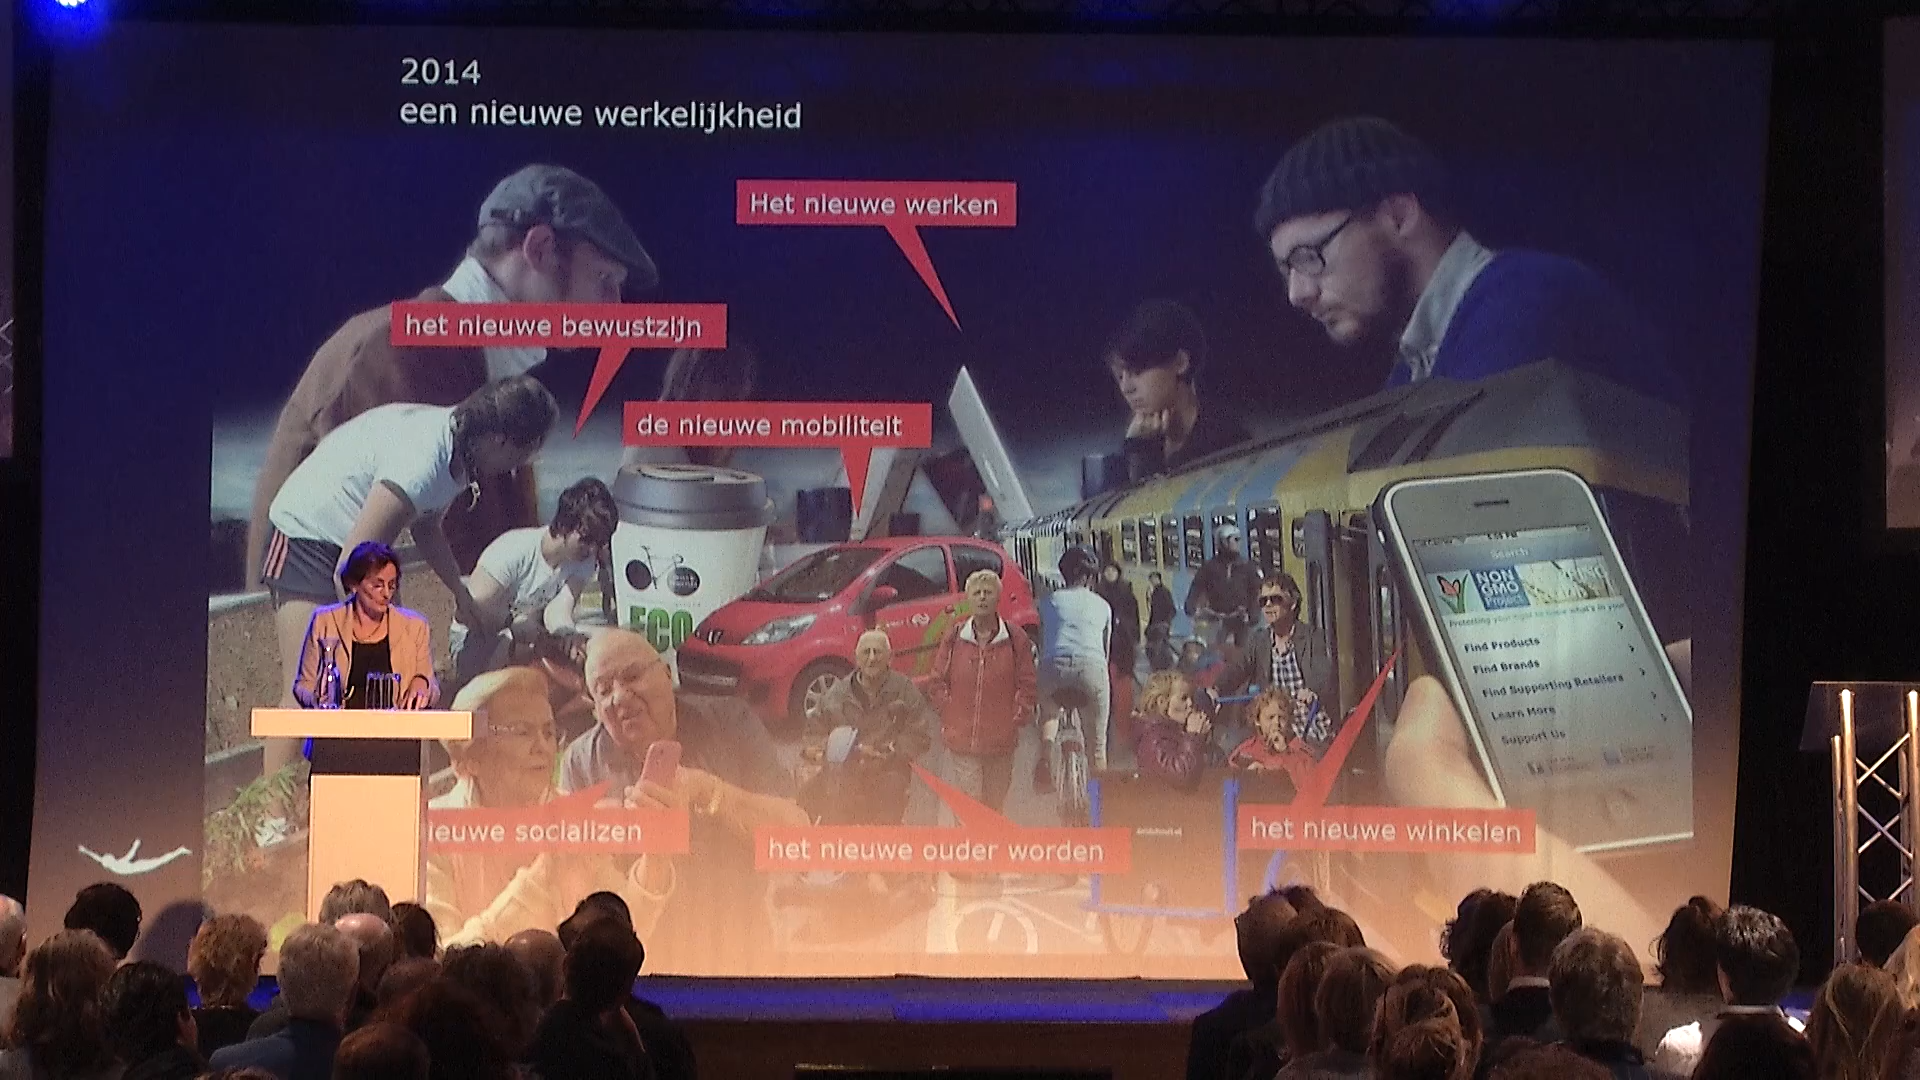 2014
een nieuwe werkelijkheid
Het nieuwe werken
het nieuwe bewustzijn
de nieuwe mobiliteit
ECO
Search
NON
GMO
Project
Find Products
Find Brands
Find Supporting Retailers
Learn More
Support Us
ieuwe socializen
het nieuwe ouder worden
het nieuwe winkelen